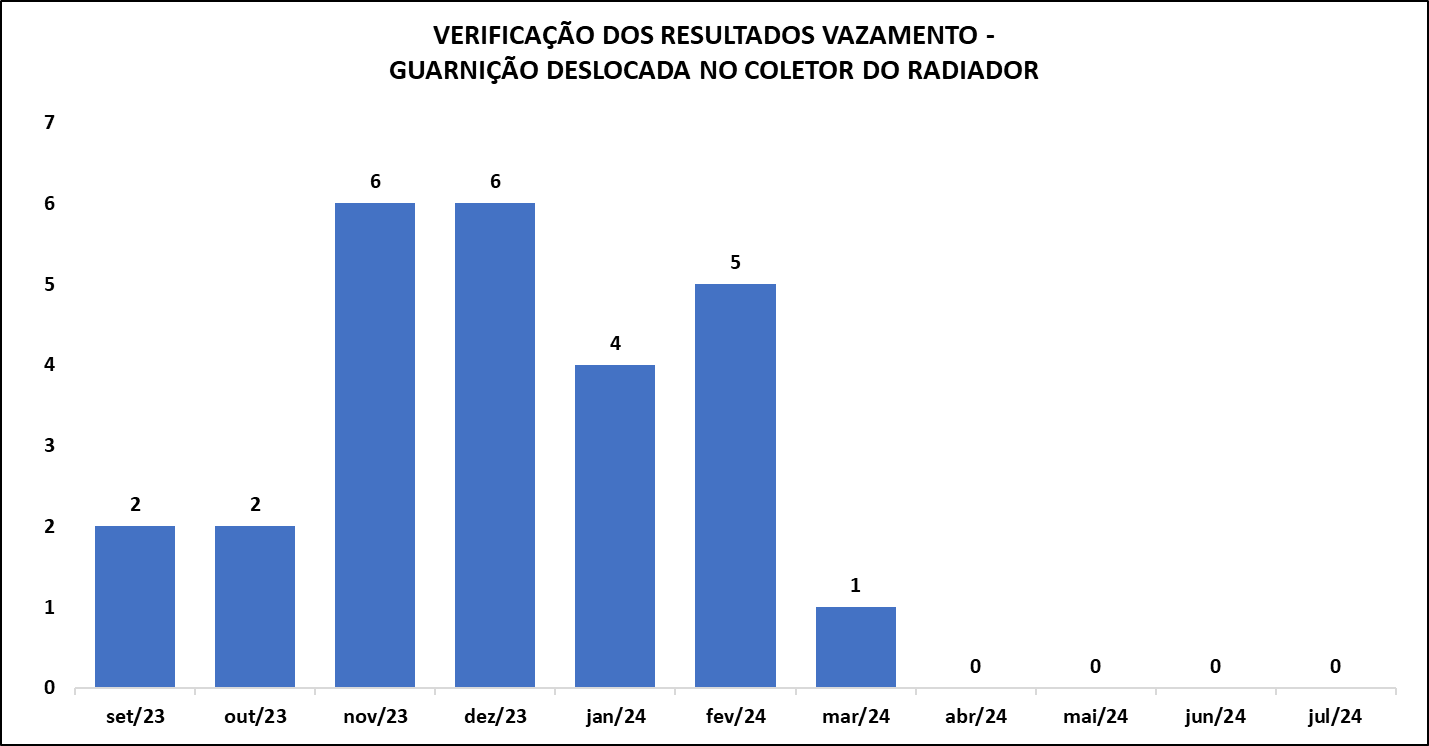 VERIFICAÇÃO DOS RESULTADOS VAZAMENTO -
GUARNIÇÃO DESLOCADA NO COLETOR DO RADIADOR
7
6
5
4
3
2
1
0
2
2
6
6
4
5
1
0
0
0
0
set/23
out/23
nov/23
dez/23
jan/24
fev/24
mar/24
abr/24
mai/24
jun/24
jul/24